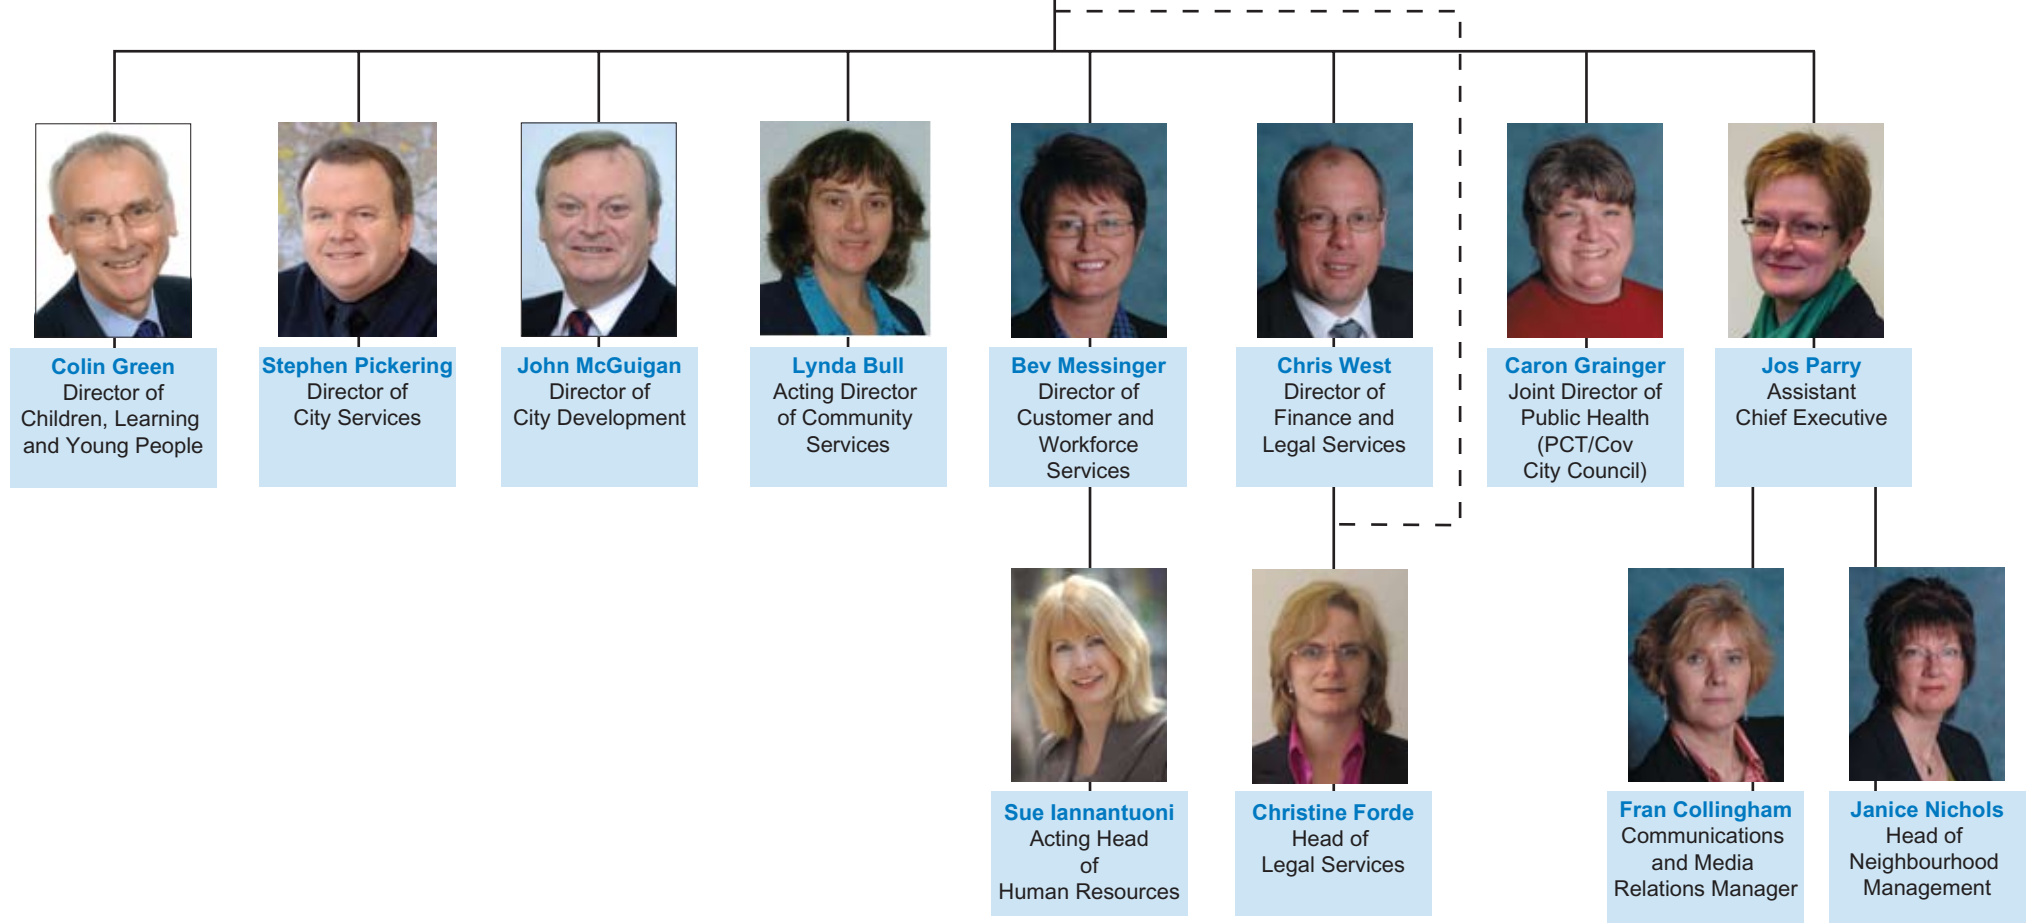 Colin Green
Director of
Children, Learning
and Young People
Stephen Pickering
Director of
City Services
John McGuigan
Director of
City Development
Lynda Bull
Acting Director
of Community
Services
Bev Messinger
Director of
Customer and
Workforce
Services
Chris West
Director of
Finance and
Legal Services
Caron Grainger
Joint Director of
Public Health
(PCT/Cov
City Council)
Jos Parry
Assistant
Chief Executive
Sue Iannantuoni
Acting Head
of
Human Resources
Christine Forde
Head of
Legal Services
Fran Collingham
Communications
and Media
Relations Manager
Janice Nichols
Head of
Neighbourhood
Management